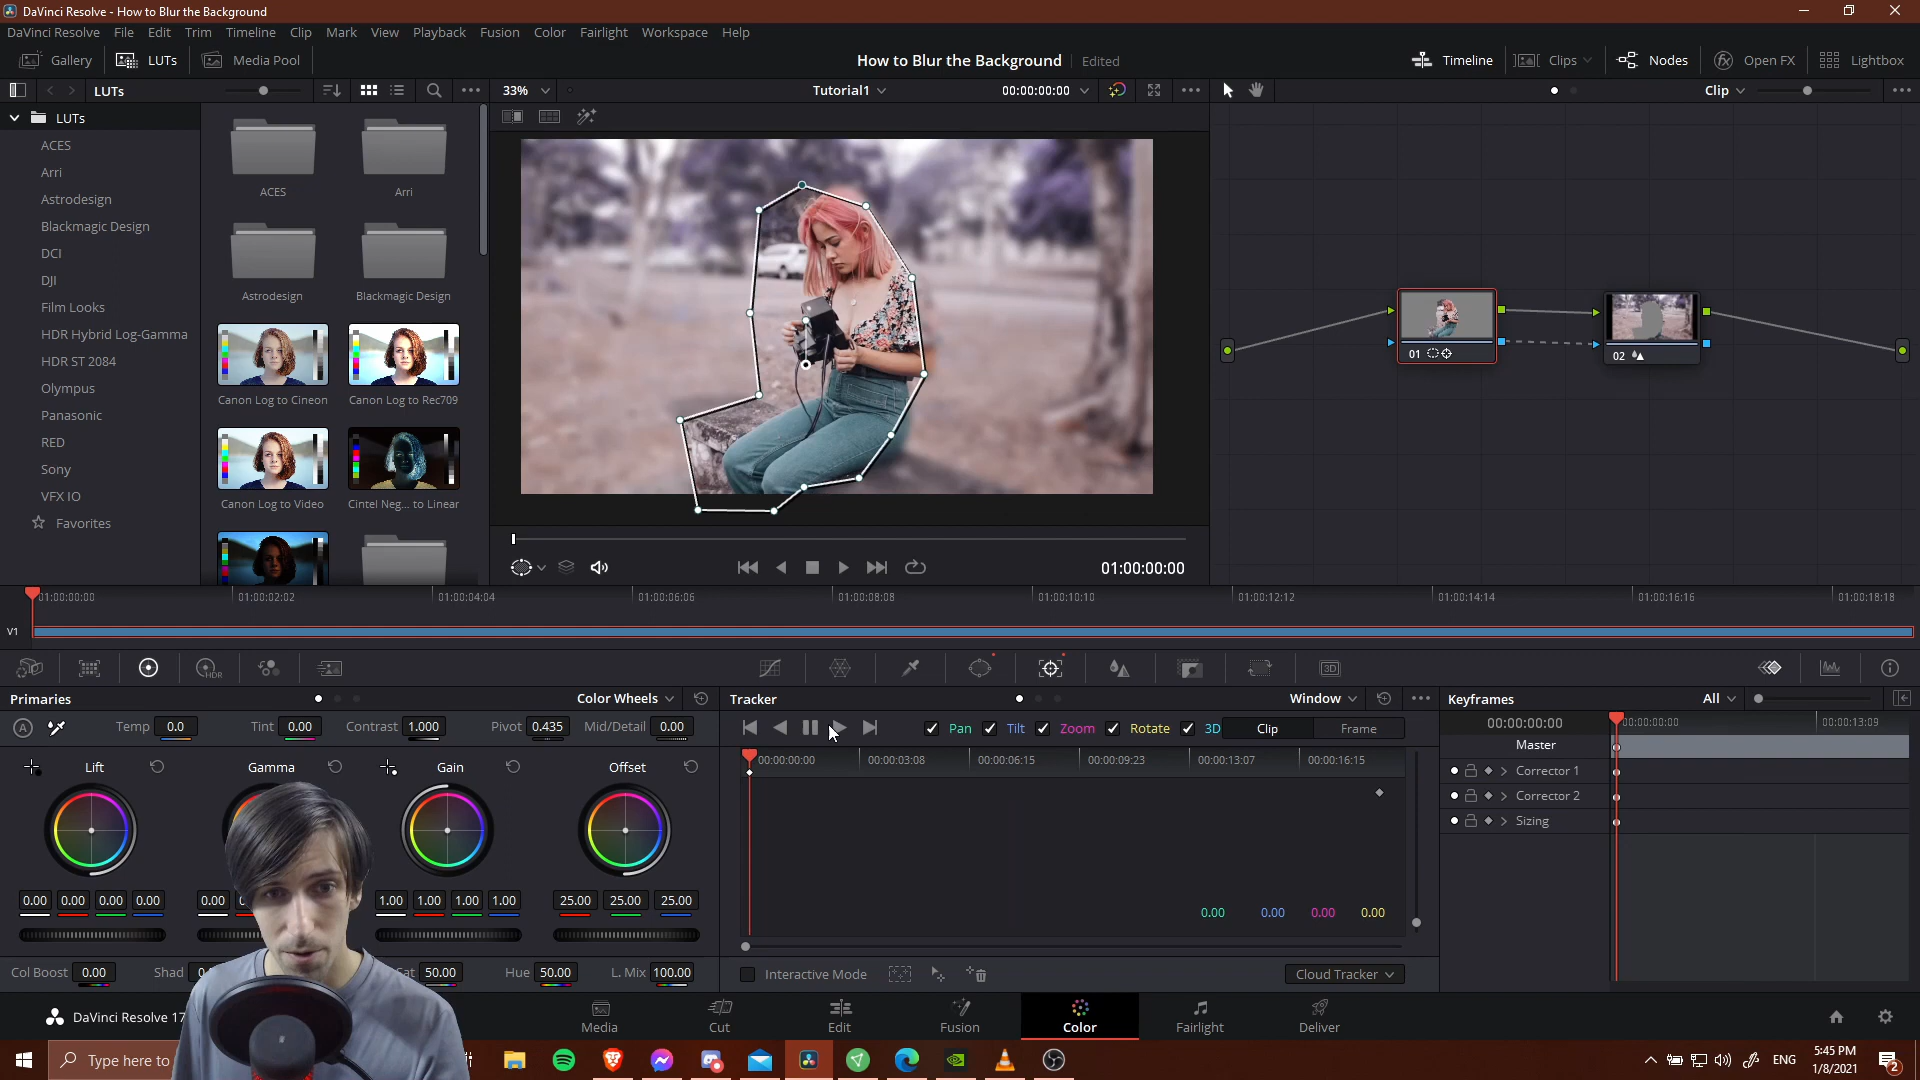 DaVinci Resolve - How to Blur the Background
DaVinci Resolve File Edit Trim Timeline Clip Mark View Playback Fusion Color Fairlight Workspace Help
Gallery LUTs Media Pool How to Blur the Background Edited Timeline Clips Nodes Open FX Lightbox
LUTs 33% Tutorial1 00:00:00:00 Clip
LUTs
ACES
Arri
Astrodesign
Blackmagic Design
DCI
DJI
Film Looks
HDR Hybrid Log-Gamma
HDR ST 2084
Olympus
Panasonic
RED
Sony
VFX IO
Favorites
ACES Arri
Astrodesign Blackmagic Design
Canon Log to Cineon Canon Log to Rec709
Canon Log to Video Cintel Neg... to Linear
01
02
01:00:00:00
01:00:00:00 01:00:02:02 01:00:04:04 01:00:06:06 01:00:08:08 01:00:10:10 01:00:12:12 01:00:14:14 01:00:16:16 01:00:18:18
V1
HDR 3D
Primaries Color Wheels Tracker Window Keyframes All
A Temp 0.0 Tint 0.00 Contrast 1.000 Pivot 0.435 Mid/Detail 0.00
Pan Tilt Zoom Rotate 3D Clip Frame
00:00:00:00 00:00:00:00 00:00:13:09
Master
Corrector 1
Corrector 2
Sizing
Lift Gamma Gain Offset
00:00:00:00 00:00:03:08 00:00:06:15 00:00:09:23 00:00:13:07 00:00:16:15
0.00 0.00 0.00 0.00 0.00 1.00 1.00 1.00 1.00 25.00 25.00 25.00
0.00 0.00 0.00 0.00
Col Boost 0.00 Shad Sat 50.00 Hue 50.00 L. Mix 100.00
Interactive Mode Cloud Tracker
DaVinci Resolve 17
Media Cut Edit Fusion Color Fairlight Deliver
Type here to
ENG 5:45 PM
1/8/2021
2